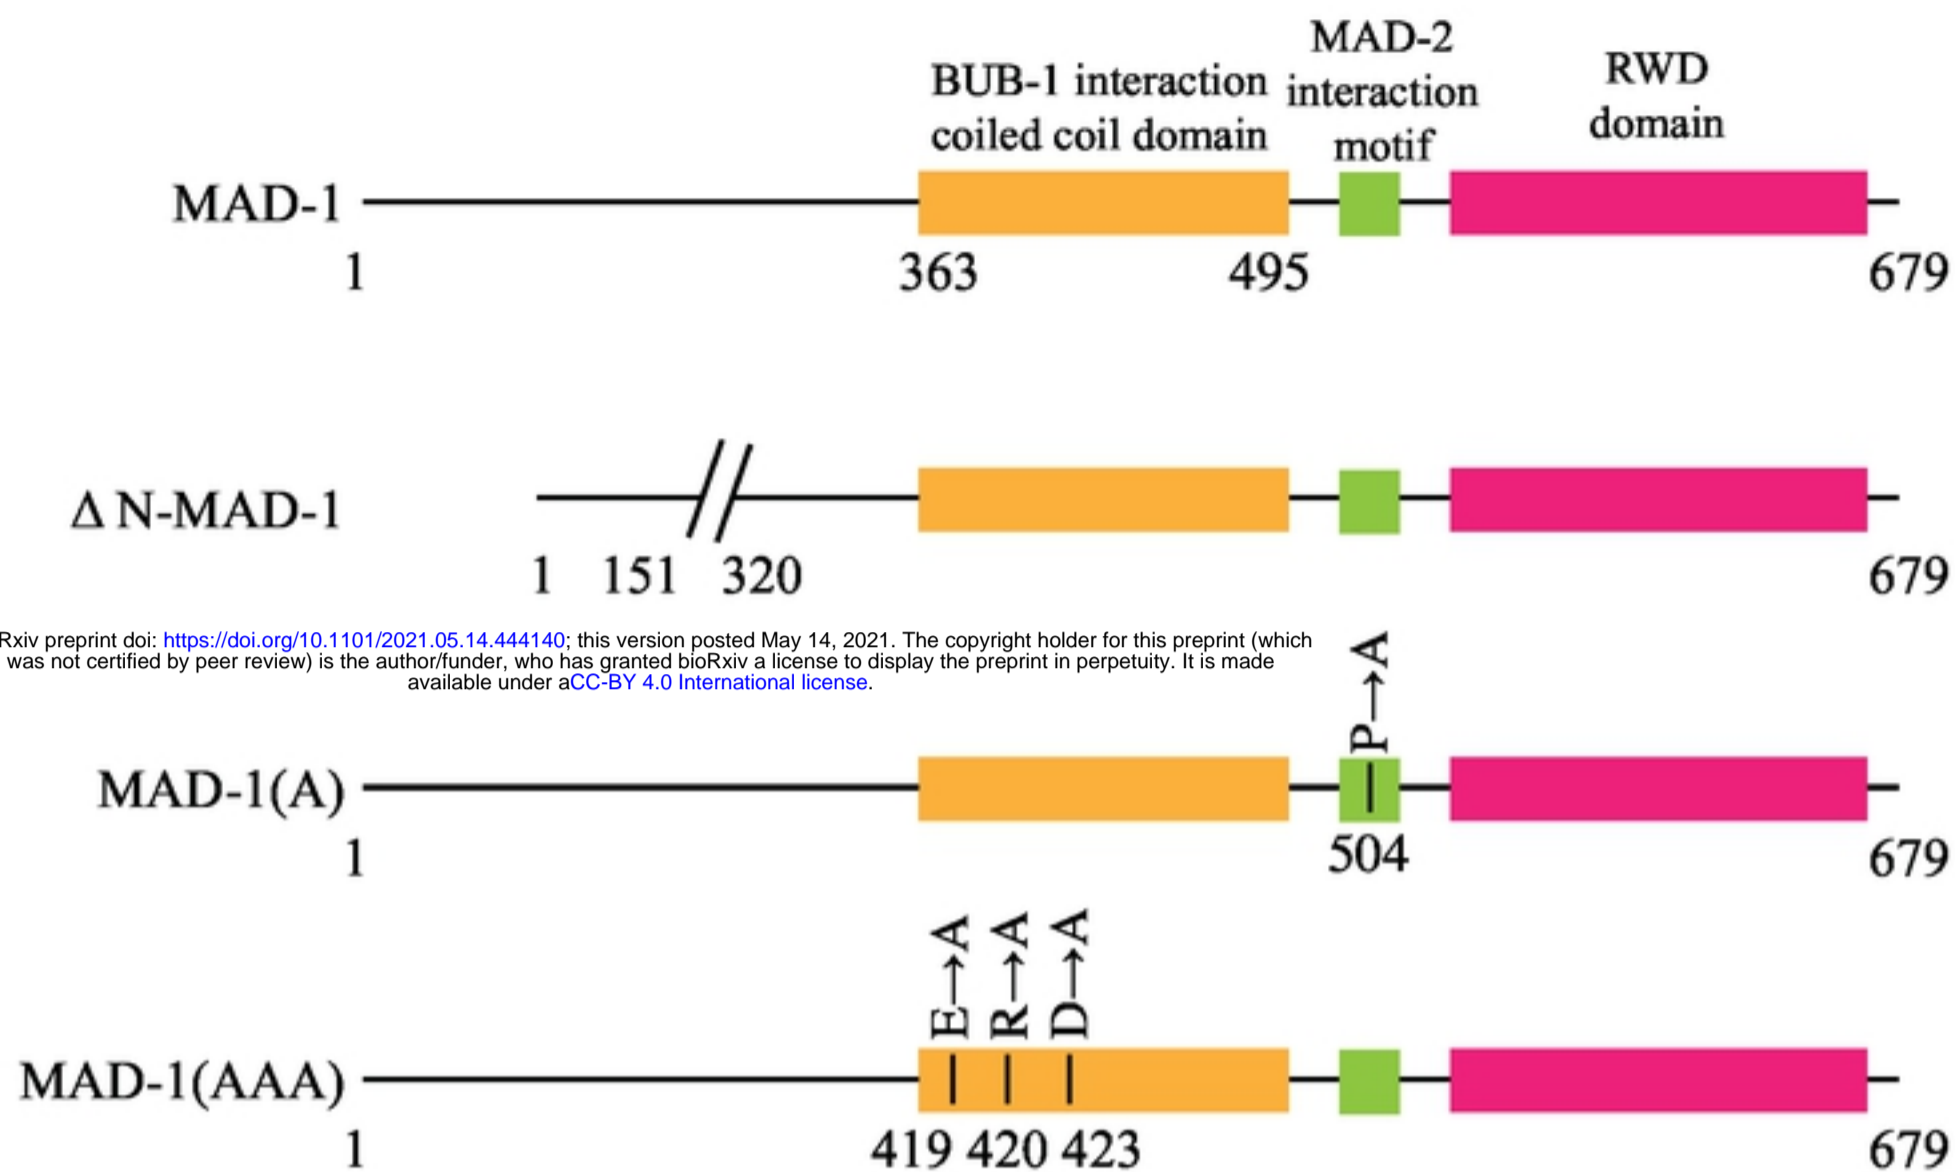 MAD-2
BUB-1 interaction interaction RWD
coiled coil domain motif domain
MAD-1
1 363 495 679
Δ N-MAD-1
1 151 320 679
Rxiv preprint doi: https://doi.org/10.1101/2021.05.14.444140; this version posted May 14, 2021. The copyright holder for this preprint (which
was not certified by peer review) is the author/funder, who has granted bioRxiv a license to display the preprint in perpetuity. It is made
available under aCC-BY 4.0 International license.
P→A
MAD-1(A)
1 504 679
E→A R→A D→A
MAD-1(AAA)
1 419 420 423 679